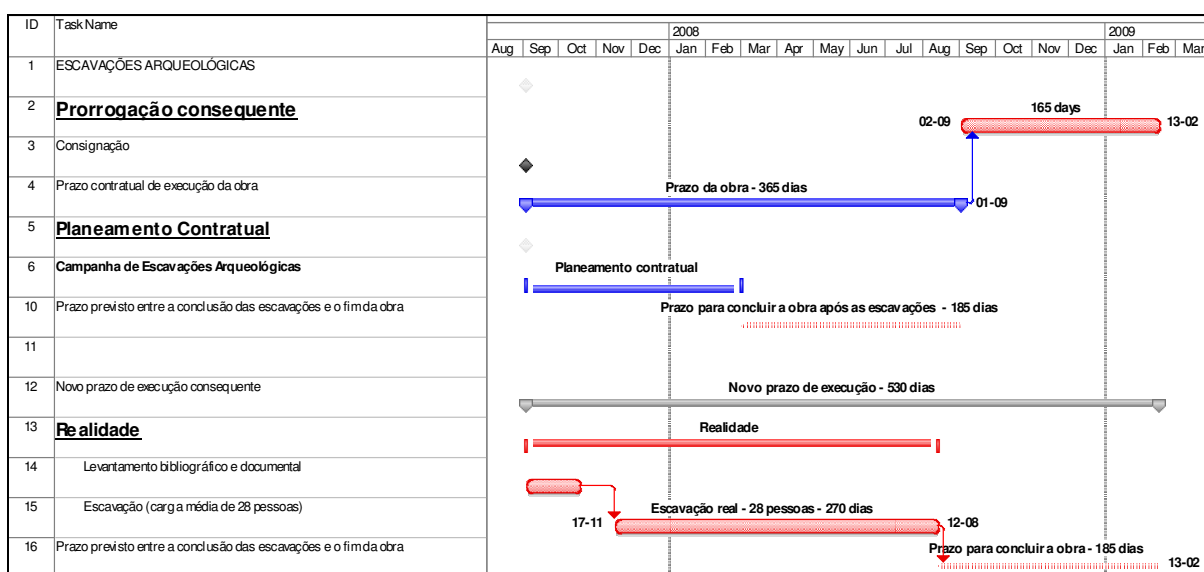 ID Task Name
2008 2009
Aug Sep Oct Nov Dec Jan Feb Mar Apr May Jun Jul Aug Sep Oct Nov Dec Jan Feb Mar
1 ESCAVAÇÕES ARQUEOLÓGICAS
2 Prorrogação consequente 02-09 165 days 13-02
3 Consignação
4 Prazo contratual de execução da obra Prazo da obra - 365 dias 01-09
5 Planeamento Contratual
6 Campanha de Escavações Arqueológicas Planeamento contratual
10 Prazo previsto entre a conclusão das escavações e o fim da obra Prazo para concluir a obra após as escavações - 185 dias
11
12 Novo prazo de execução consequente Novo prazo de execução - 530 dias
13 Realidade Realidade
14 Levantamento bibliográfico e documental
15 Escavação (carga média de 28 pessoas) 17-11 Escavação real - 28 pessoas - 270 dias 12-08
16 Prazo previsto entre a conclusão das escavações e o fim da obra Prazo para concluir a obra - 185 dias 13-02